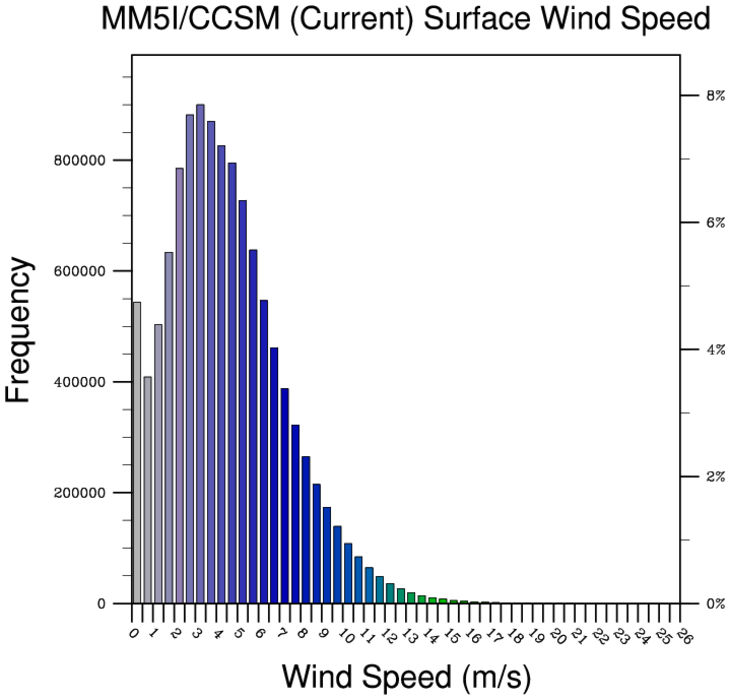 MM5I/CCSM (Current) Surface Wind Speed
8%
800000
6%
600000
Frequency
4%
400000
2%
200000
0
0%
0 1 2 3 4 5 6 7 8 9 10 11 12 13 14 15 16 17 18 19 20 21 22 23 24 25 26
Wind Speed (m/s)